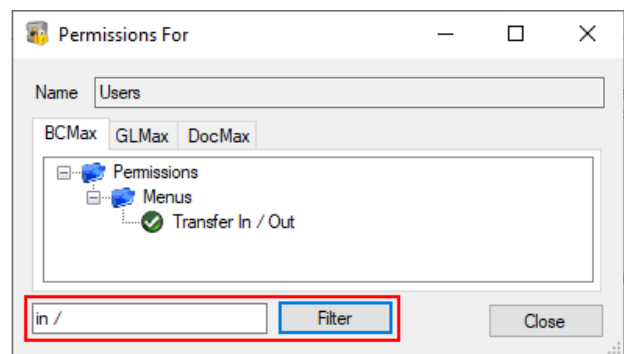 Permissions For
Name Users
BCMax GLMax DocMax
Permissions
Menus
Transfer In / Out
in / Filter Close